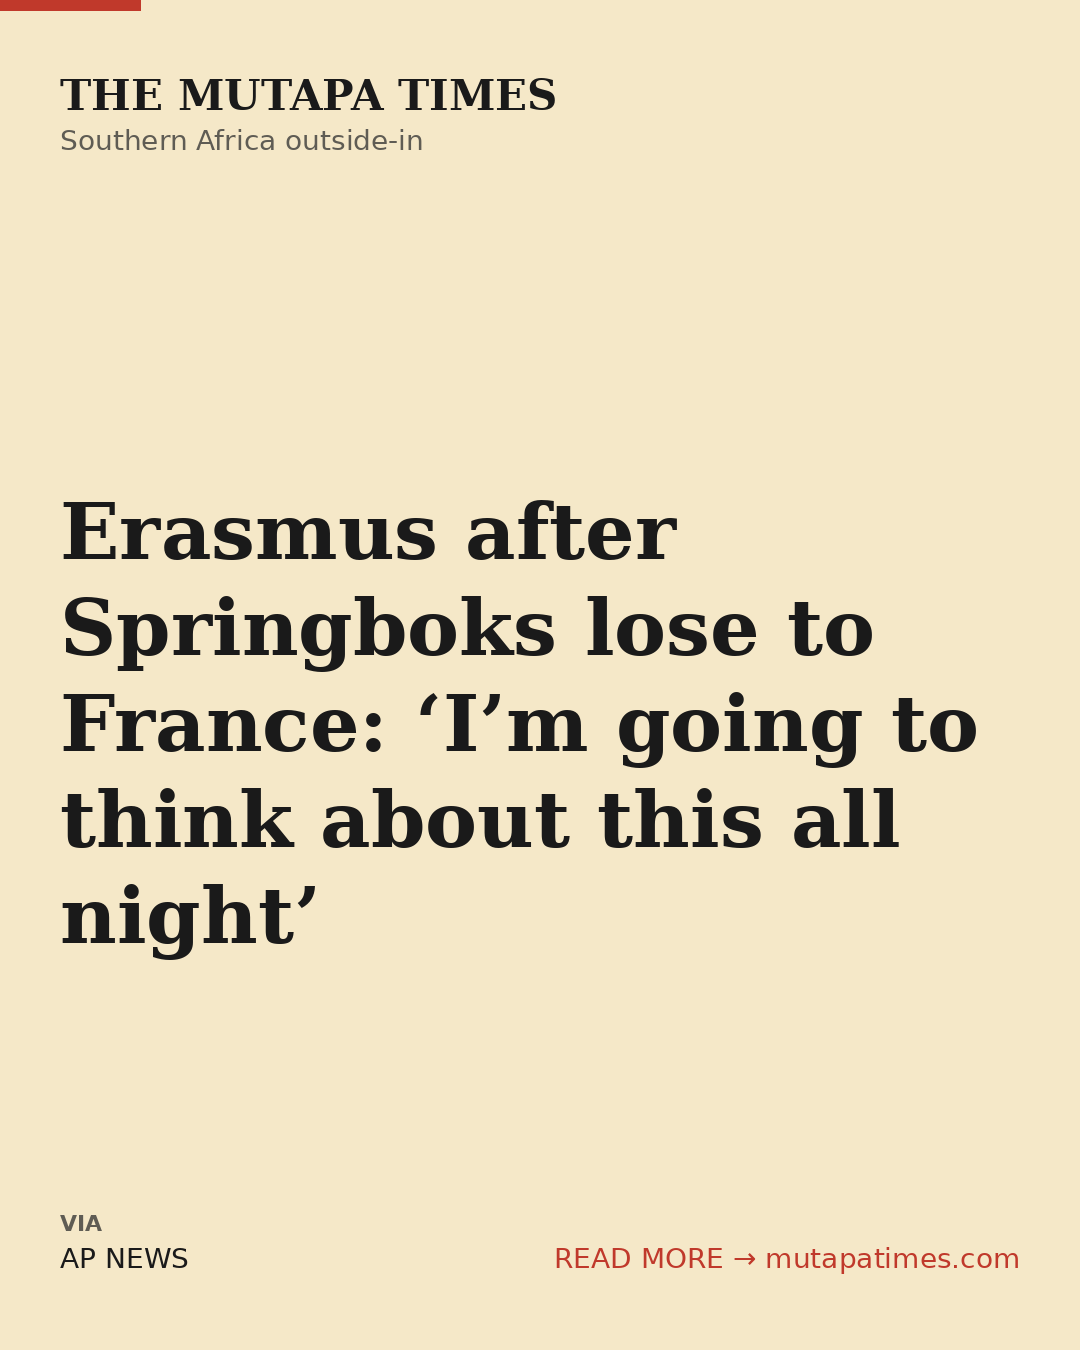 THE MUTAPA TIMES
Southern Africa outside-in
Erasmus after
Springboks lose to
France: ‘I’m going to
think about this all
night’
VIA
AP NEWS
READ MORE → mutapatimes.com